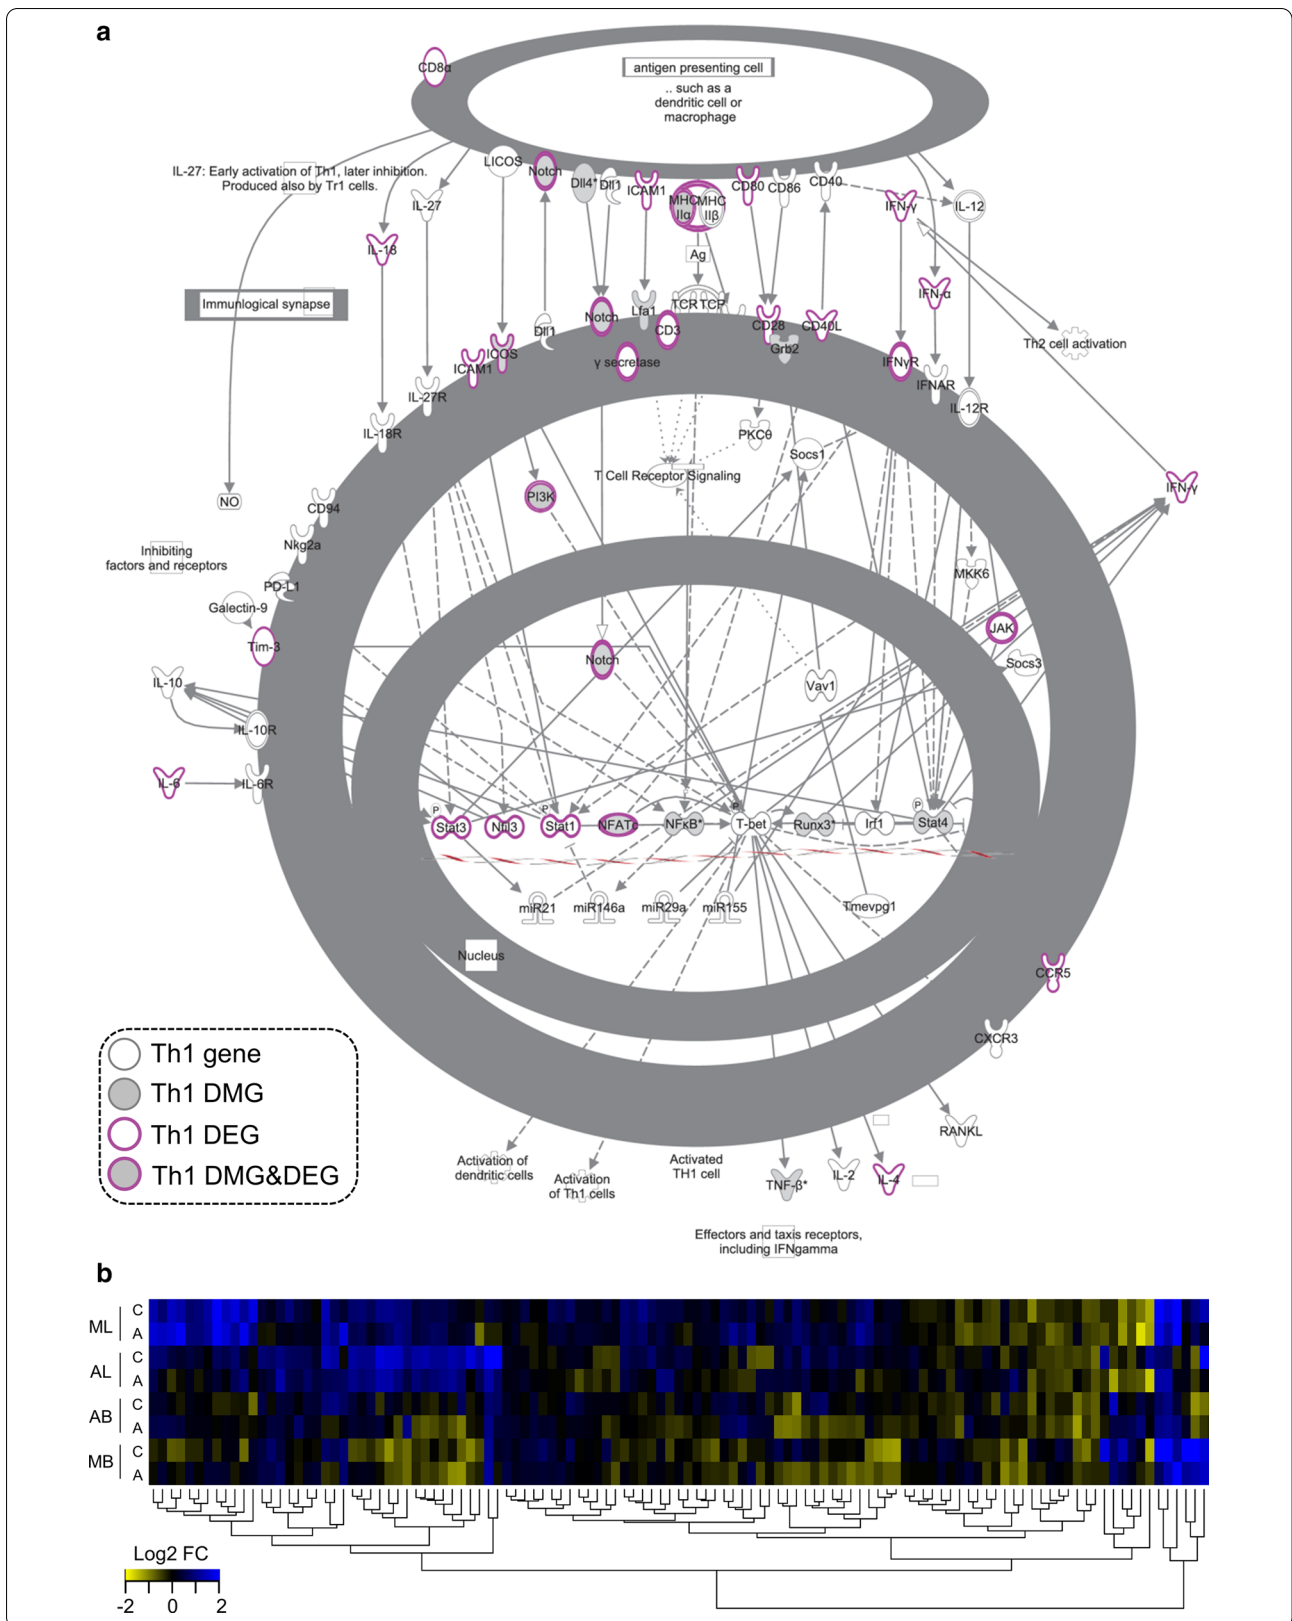 a
CD8α
antigen presenting cell
.. such as a
dendritic cell or
macrophage
IL-27: Early activation of Th1, later inhibition.
Produced also by Tr1 cells.
LICOS
Notch
Dll4*
Dll1
ICAM1
MHC
IIα
MHC
IIβ
CD80
CD86
CD40
IL-27
IFN-γ
IL-12
IL-18
Ag
Immunlogical synapse
IFN-α
TCR
TCR
Dll1
Notch
Lfa1
CD3
CD28
CD40L
Grb2
Th2 cell activation
ICOS
ICAM1
γ secretase
IFNγR
IFNAR
IL-27R
IL-12R
IL-18R
PKCθ
Socs1
T Cell Receptor Signaling
NO
CD94
PI3K
IFN-γ
Nkg2a
Inhibiting
factors and receptors
PD-L1
MKK6
Galectin-9
Tim-3
JAK
Notch
Socs3
IL-10
Vav1
IL-10R
IL-6
IL-6R
P
P
P
P
Stat3
Nfil3
Stat1
NFATc
NFκB*
T-bet
Runx3*
Irf1
Stat4
miR21
miR146a
miR29a
miR155
Tmevpg1
Nucleus
CCR5
CXCR3
Th1 gene
Th1 DMG
Th1 DEG
Th1 DMG&DEG
RANKL
Activation of
dendritic cells
Activation
of Th1 cells
Activated
TH1 cell
TNF-β*
IL-2
IL-4
Effectors and taxis receptors,
including IFNgamma
b
ML
C
A
AL
C
A
AB
C
A
MB
C
A
Log2 FC
-2 0 2